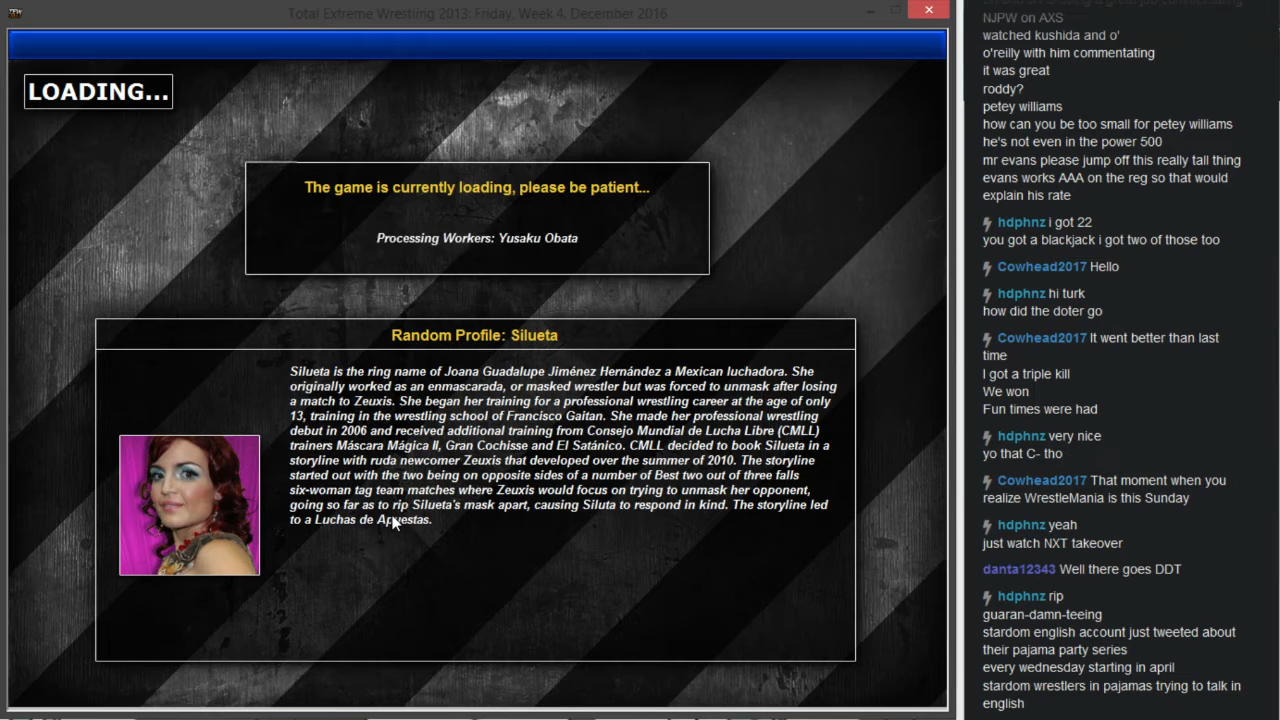 Total Extreme Wrestling 2013: Friday, Week 4, December 2016
LOADING...
The game is currently loading, please be patient...
Processing Workers: Yusaku Obata
Random Profile: Silueta
Silueta is the ring name of Joana Guadalupe Jiménez Hernández a Mexican luchadora. She
originally worked as an enmascarada, or masked wrestler but was forced to unmask after losing
a match to Zeuxis. She began her training for a professional wrestling career at the age of only
13, training in the wrestling school of Francisco Gaitan. She made her professional wrestling
debut in 2006 and received additional training from Consejo Mundial de Lucha Libre (CMLL)
trainers Máscara Mágica II, Gran Cochisse and El Satánico. CMLL decided to book Silueta in a
storyline with ruda newcomer Zeuxis that developed over the summer of 2010. The storyline
started out with the two being on opposite sides of a number of Best two out of three falls
six-woman tag team matches where Zeuxis would focus on trying to unmask her opponent,
going so far as to rip Silueta's mask apart, causing Siluta to respond in kind. The storyline led
to a Luchas de Apuestas.
NJPW on AXS
watched kushida and o'
o'reilly with him commentating
it was great
roddy?
petey williams
how can you be too small for petey williams
he's not even in the power 500
mr evans please jump off this really tall thing
evans works AAA on the reg so that would
explain his rate
hdphnz i got 22
you got a blackjack i got two of those too
Cowhead2017 Hello
hdphnz hi turk
how did the doter go
Cowhead2017 It went better than last
time
I got a triple kill
We won
Fun times were had
hdphnz very nice
yo that C- tho
Cowhead2017 That moment when you
realize WrestleMania is this Sunday
hdphnz yeah
just watch NXT takeover
danta12343 Well there goes DDT
hdphnz rip
guaran-damn-teeing
stardom english account just tweeted about
their pajama party series
every wednesday starting in april
stardom wrestlers in pajamas trying to talk in
english